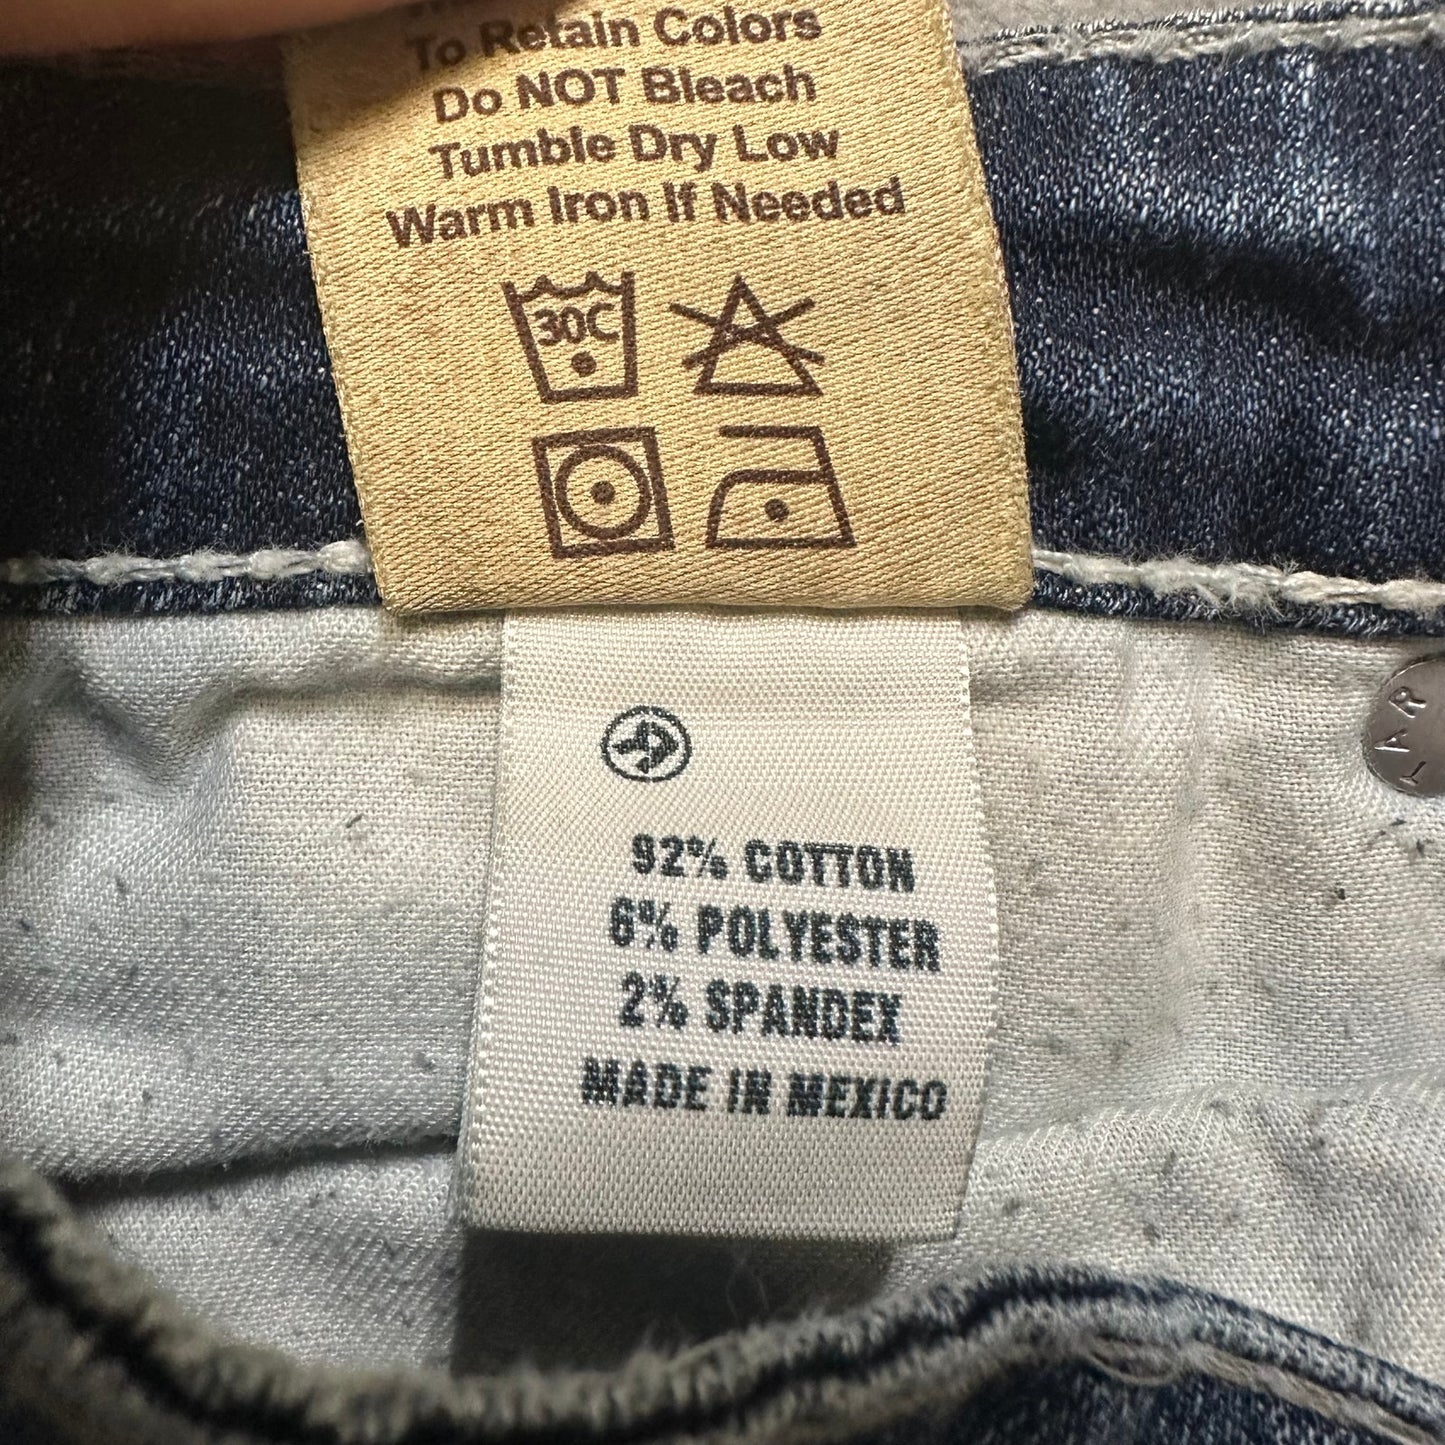 To Retain Colors
Do NOT Bleach
Tumble Dry Low
Warm Iron If Needed
30C
92% COTTON
6% POLYESTER
2% SPANDEX
MADE IN MEXICO